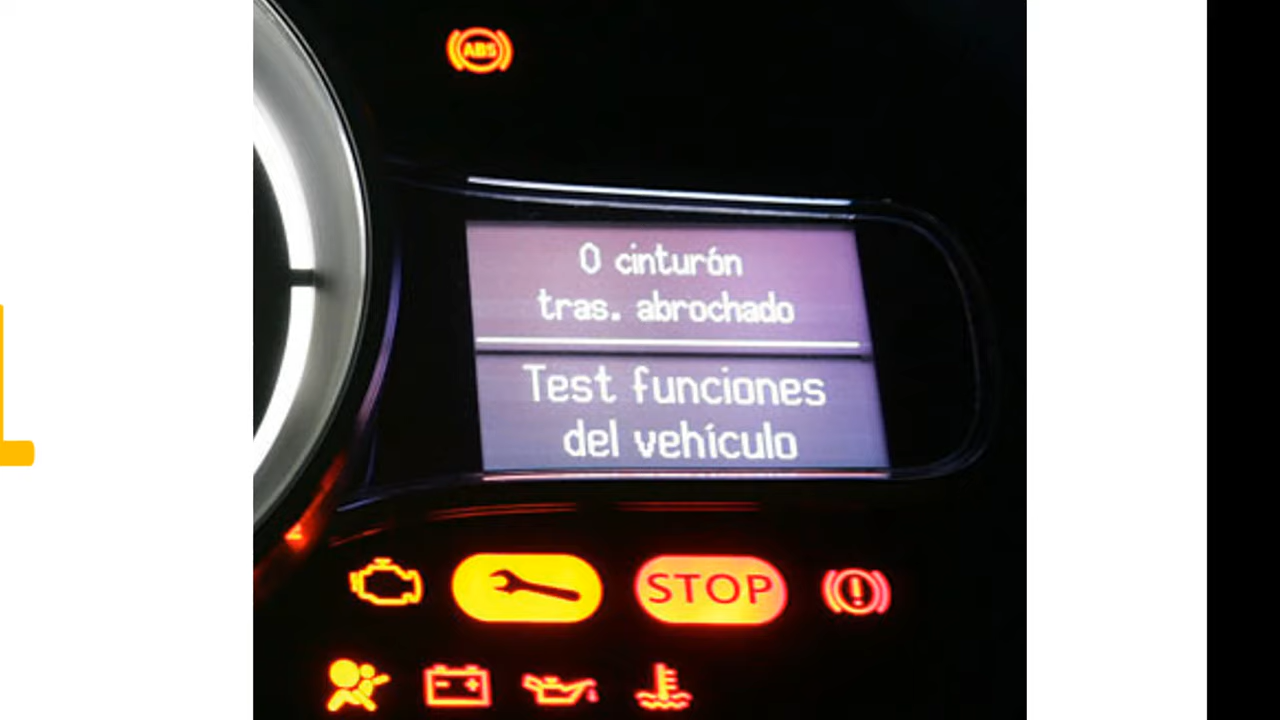 ABS
0 cinturón
tras. abrochado
Test funciones
del vehículo
STOP